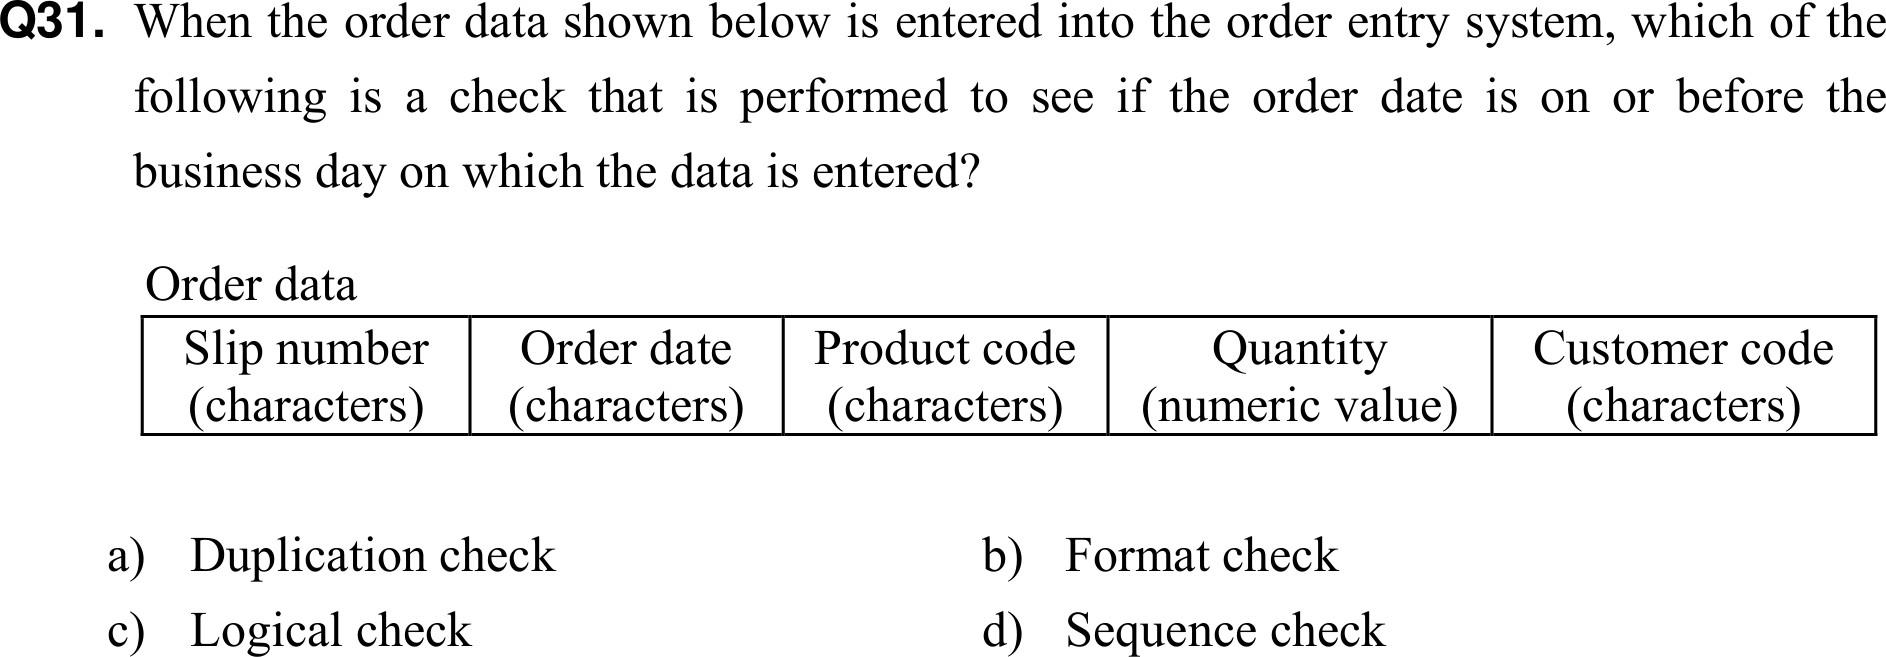 Q31. When the order data shown below is entered into the order entry system, which of the
following is a check that is performed to see if the order date is on or before the
business day on which the data is entered?
Order data
Slip number Order date Product code Quantity Customer code
(characters) (characters) (characters) (numeric value) (characters)
a) Duplication check b) Format check
c) Logical check d) Sequence check